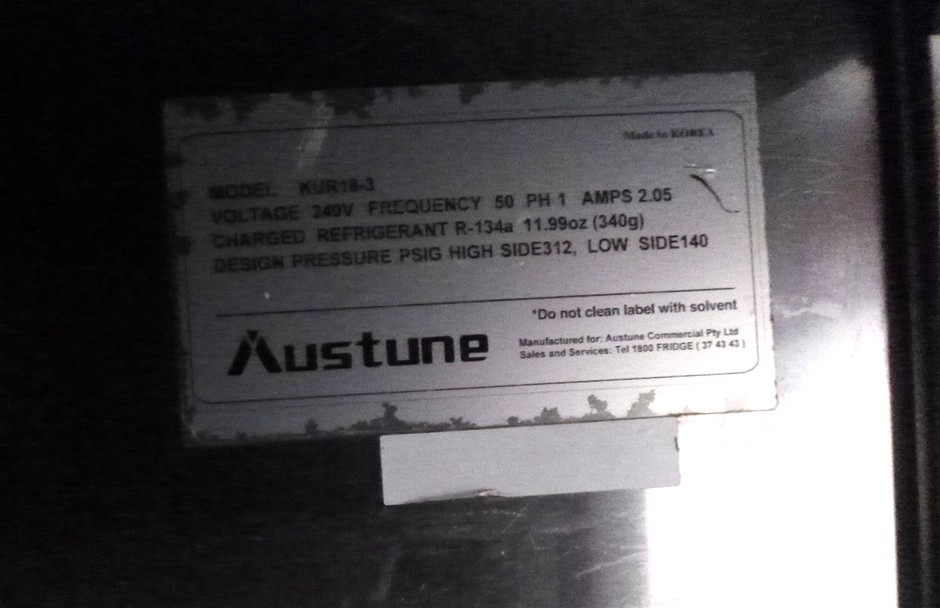 Made in KOREA
MODEL KUR18-3
VOLTAGE 240V FREQUENCY 50 PH 1 AMPS 2.05
CHARGED REFRIGERANT R-134a 11.99oz (340g)
DESIGN PRESSURE PSIG HIGH SIDE312, LOW SIDE140
*Do not clean label with solvent
Austune
Manufactured for: Austune Commercial Pty Ltd
Sales and Services: Tel 1800 FRIDGE ( 37 43 43 )